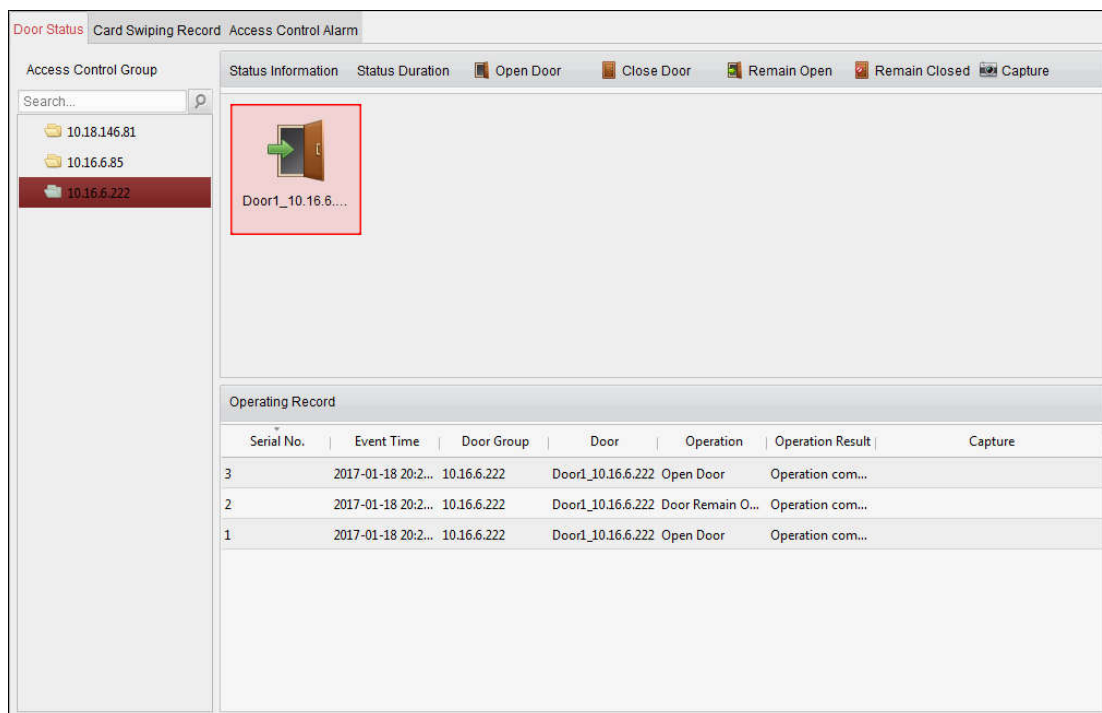 Door Status Card Swiping Record Access Control Alarm
Access Control Group
Search...
10.18.146.81
10.16.6.85
10.16.6.222
Status Information Status Duration Open Door Close Door Remain Open Remain Closed Capture
Door1_10.16.6....
Operating Record
Serial No. Event Time Door Group Door Operation Operation Result Capture
3 2017-01-18 20:2... 10.16.6.222 Door1_10.16.6.222 Open Door Operation com...
2 2017-01-18 20:2... 10.16.6.222 Door1_10.16.6.222 Door Remain O... Operation com...
1 2017-01-18 20:2... 10.16.6.222 Door1_10.16.6.222 Open Door Operation com...